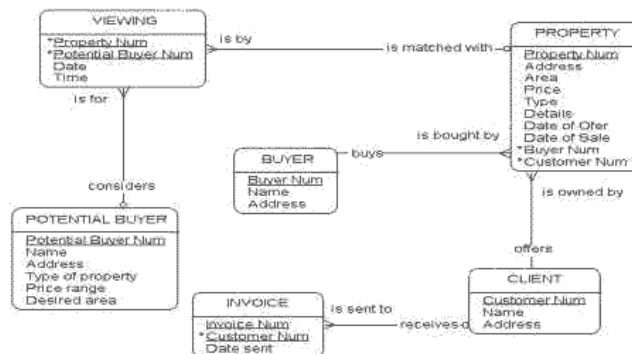 VIEWING
*Property Num
*Potential Buyer Num
Date
Time
is by
is matched with
PROPERTY
Property Num
Address
Area
Price
Type
Details
Date of Ofer
Date of Sale
*Buyer Num
*Customer Num
is for
considers
POTENTIAL BUYER
Potential Buyer Num
Name
Address
Type of property
Price range
Desired area
BUYER
Buyer Num
Name
Address
buys
is bought by
is owned by
offers
CLIENT
Customer Num
Name
Address
INVOICE
Invoice Num
*Customer Num
Date sent
is sent to
receives